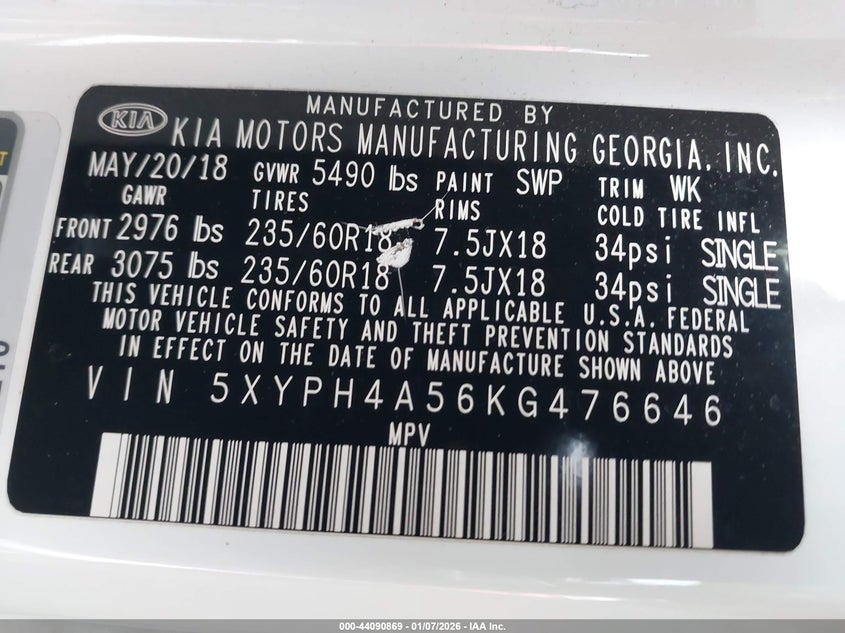 MANUFACTURED BY
KIA KIA MOTORS MANUFACTURING GEORGIA, INC.
MAY/20/18 GVWR 5490 lbs PAINT SWP TRIM WK
GAWR TIRES RIMS COLD TIRE INFL
FRONT 2976 lbs 235/60R18 7.5JX18 34psi SINGLE
REAR 3075 lbs 235/60R18 7.5JX18 34psi SINGLE
THIS VEHICLE CONFORMS TO ALL APPLICABLE U.S.A. FEDERAL
MOTOR VEHICLE SAFETY AND THEFT PREVENTION STANDARDS
IN EFFECT ON THE DATE OF MANUFACTURE SHOWN ABOVE
VIN 5XYPH4A56KG476646
MPV
000-44090869 | 01/07/2026 – IAA Inc.